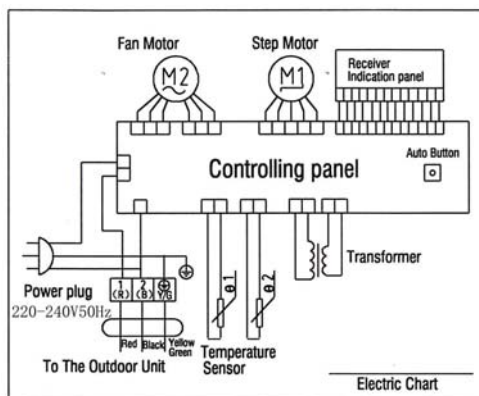 Fan Motor
Step Motor
M2
M1
Receiver
Indication panel
Controlling panel
Auto Button
Power plug
220-240V50Hz
1
(R)
2
(B)
Y/G
Red
Black
Yellow
Green
To The Outdoor Unit
θ1
θ2
Temperature
Sensor
Transformer
Electric Chart